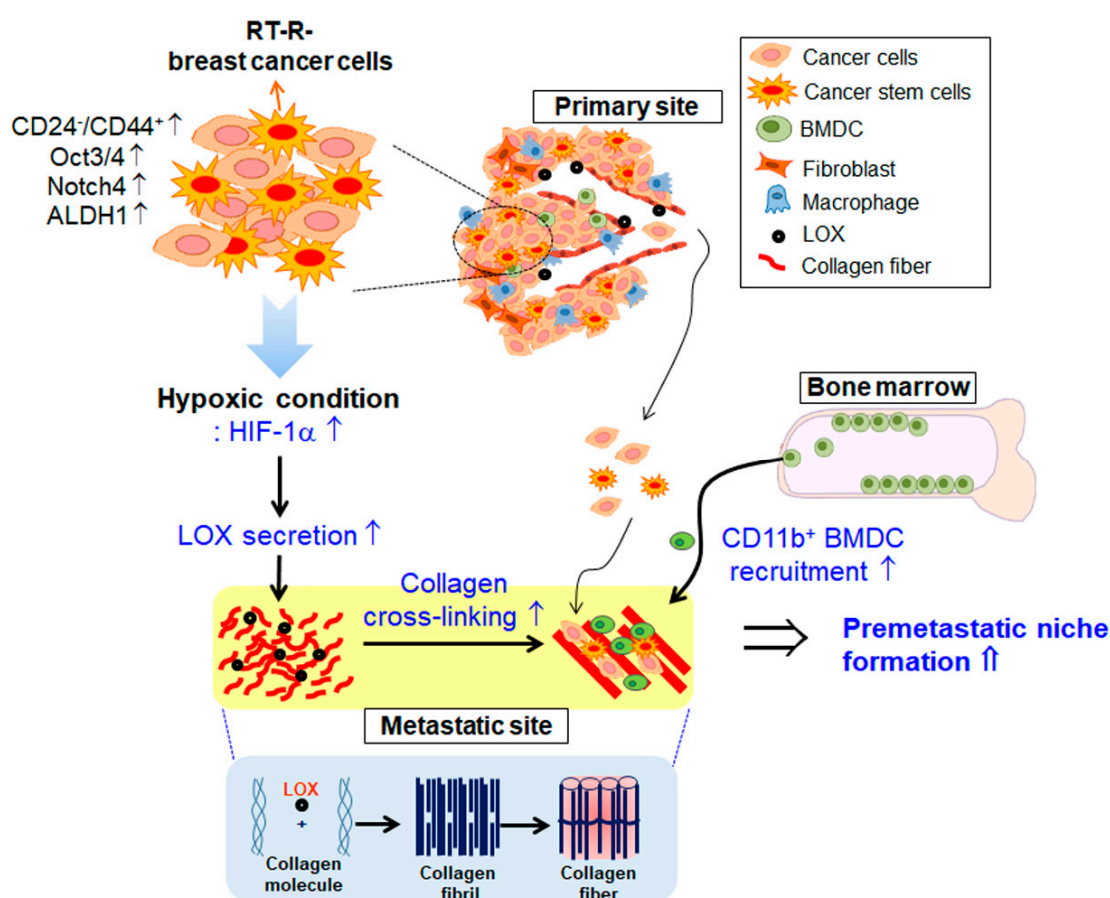 RT-R-
breast cancer cells
CD24⁻/CD44⁺ ↑
Oct3/4 ↑
Notch4 ↑
ALDH1 ↑
Primary site
Cancer cells
Cancer stem cells
BMDC
Fibroblast
Macrophage
LOX
Collagen fiber
Hypoxic condition
: HIF-1α ↑
LOX secretion ↑
Bone marrow
CD11b⁺ BMDC
recruitment ↑
Collagen
cross-linking ↑
Premetastatic niche
formation ⇑
Metastatic site
LOX
+
Collagen
molecule
Collagen
fibril
Collagen
fiber